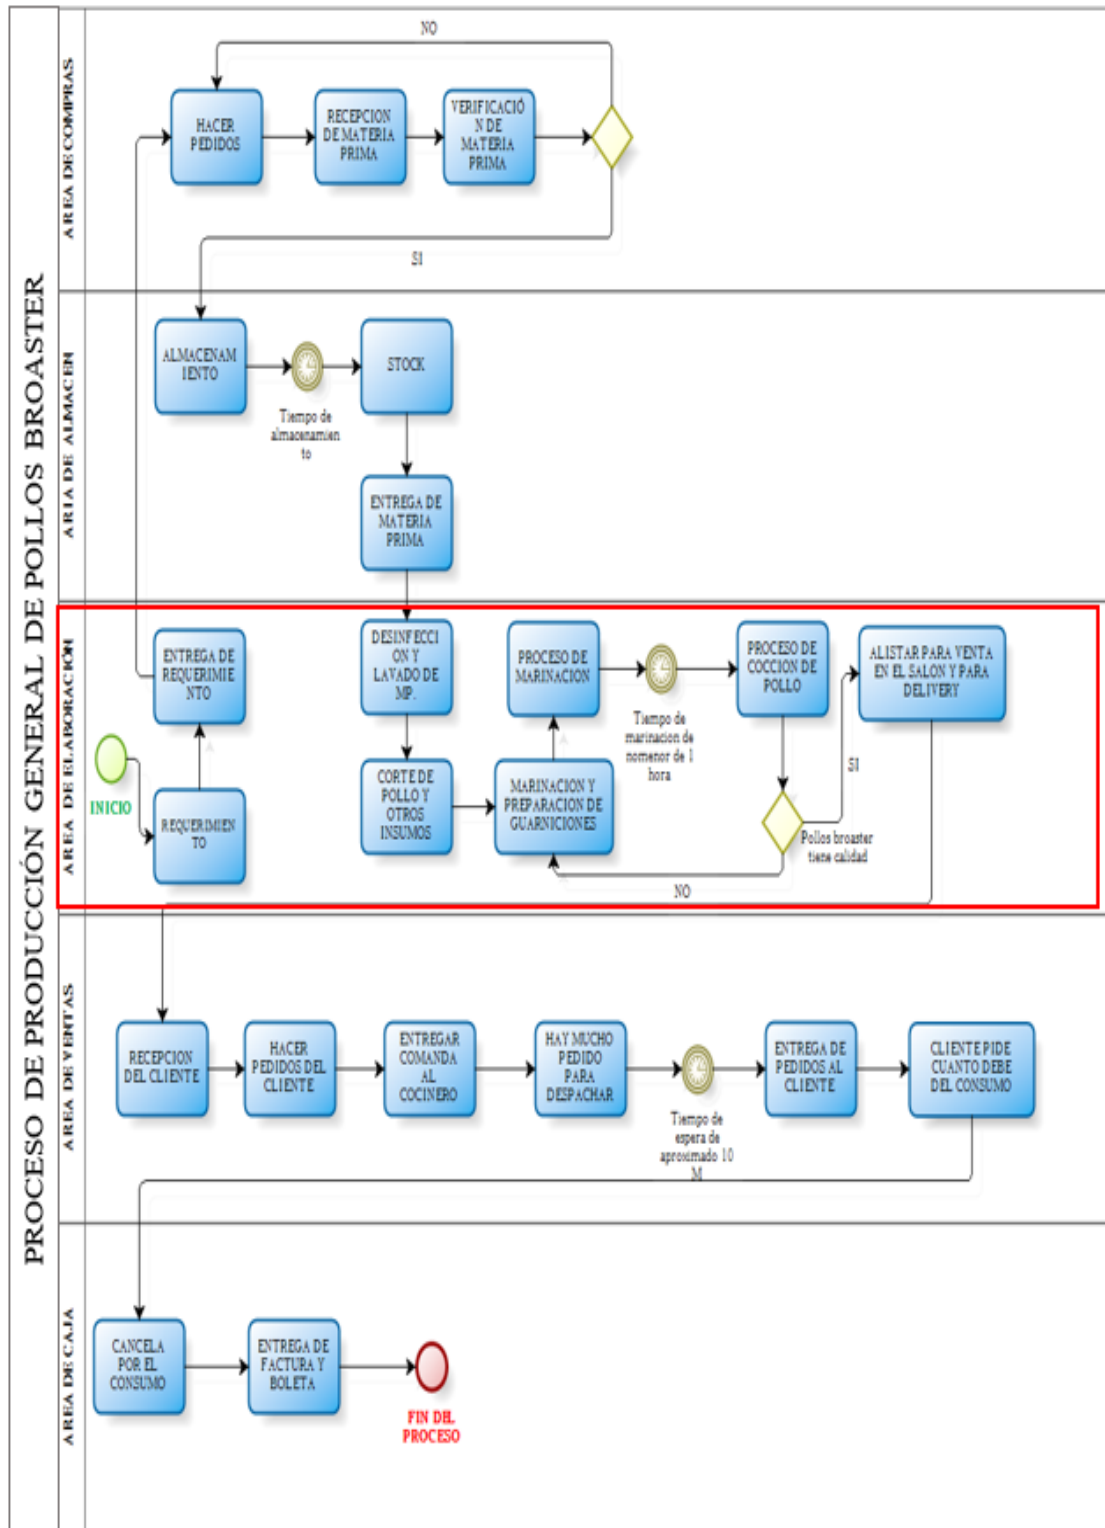 PROCESO DE PRODUCCIÓN GENERAL DE POLLOS BROASTER
AREA DE COMPRAS
NO
HACER
PEDIDOS
RECEPCION
DE MATERIA
PRIMA
VERIFICACIÓ
N DE
MATERIA
PRIMA
SI
ARIA DE ALMACEN
ALMACENAM
IENTO
Tiempo de
almacenamien
to
STOCK
ENTREGA DE
MATERIA
PRIMA
AREA DE ELABORACIÓN
INICIO
ENTREGA DE
REQUERIMIE
NTO
REQUERIMIE
NTO
DESINFECCI
ON Y
LAVADO DE
MP.
CORTE DE
POLLO Y
OTROS
INSUMOS
PROCESO DE
MARINACION
MARINACION Y
PREPARACION DE
GUARNICIONES
Tiempo de
marinacion de
nomenor de 1
hora
PROCESO DE
COCCION DE
POLLO
Pollos broaster
tiene calidad
SI
NO
ALISTAR PARA VENTA
EN EL SALON Y PARA
DELIVERY
AREA DE VENTAS
RECEPCION
DEL CLIENTE
HACER
PEDIDOS DEL
CLIENTE
ENTREGAR
COMANDA
AL
COCINERO
HAY MUCHO
PEDIDO
PARA
DESPACHAR
Tiempo de
espera de
aproximado 10
M
ENTREGA DE
PEDIDOS AL
CLIENTE
CLIENTE PIDE
CUANTO DEBE
DEL CONSUMO
AREA DE CAJA
CANCELA
POR EL
CONSUMO
ENTREGA DE
FACTURA Y
BOLETA
FIN DEL
PROCESO